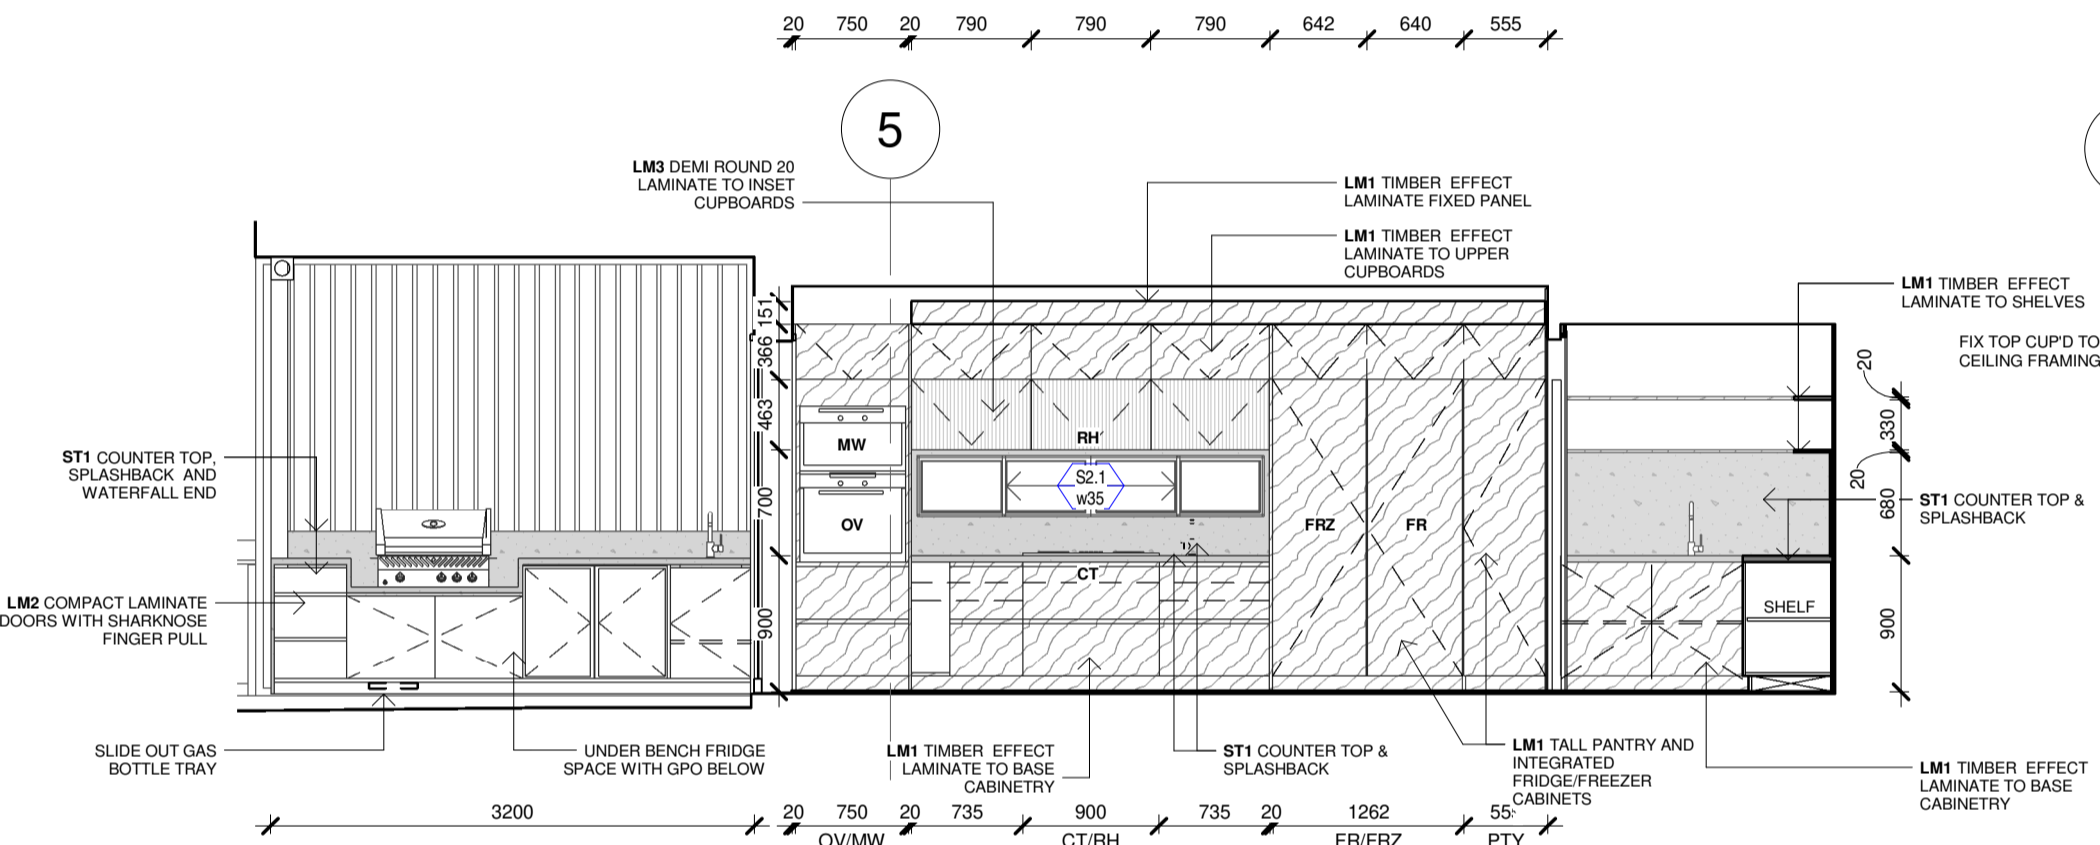 20 750 20 790 790 790 642 640 555
5
LM3 DEMI ROUND 20
LAMINATE TO INSET
CUPBOARDS
LM1 TIMBER EFFECT
LAMINATE FIXED PANEL
LM1 TIMBER EFFECT
LAMINATE TO UPPER
CUPBOARDS
LM1 TIMBER EFFECT
LAMINATE TO SHELVES
FIX TOP CUP'D TO
CEILING FRAMING
ST1 COUNTER TOP,
SPLASHBACK AND
WATERFALL END
LM2 COMPACT LAMINATE
DOORS WITH SHARKNOSE
FINGER PULL
151
366
463
700
900
MW
OV
RH
S2.1
w35
CT
FRZ
FR
20
330
20
680
900
ST1 COUNTER TOP &
SPLASHBACK
SHELF
SLIDE OUT GAS
BOTTLE TRAY
UNDER BENCH FRIDGE
SPACE WITH GPO BELOW
LM1 TIMBER EFFECT
LAMINATE TO BASE
CABINETRY
ST1 COUNTER TOP &
SPLASHBACK
LM1 TALL PANTRY AND
INTEGRATED
FRIDGE/FREEZER
CABINETS
LM1 TIMBER EFFECT
LAMINATE TO BASE
CABINETRY
3200 20 750 20 735 900 735 20 1262
OV/MW CT/RH FR/FRZ PTY